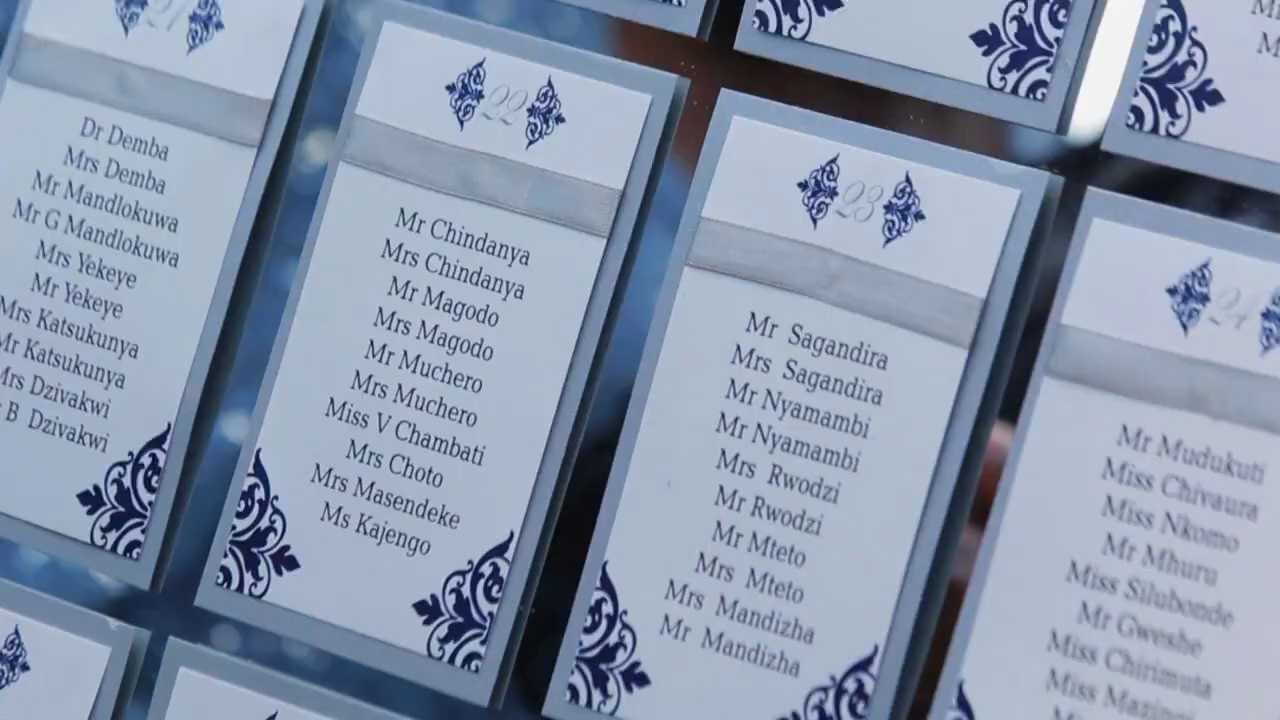 21
Dr Demba
Mrs Demba
Mr Mandlokuwa
Mr G Mandlokuwa
Mrs Yekeye
Mr Yekeye
Mrs Katsukunya
Mr Katsukunya
Mrs Dzivakwi
B Dzivakwi
22
Mr Chindanya
Mrs Chindanya
Mr Magodo
Mrs Magodo
Mr Muchero
Mrs Muchero
Miss V Chambati
Mrs Choto
Mrs Masendeke
Ms Kajengo
23
Mr Sagandira
Mrs Sagandira
Mr Nyamambi
Mr Nyamambi
Mrs Rwodzi
Mr Rwodzi
Mr Mteto
Mrs Mteto
Mrs Mandizha
Mr Mandizha
24
Mr Mudukuti
Miss Chivaura
Miss Nkomo
Mr Mhuru
Miss Silubonde
Mr Gweshe
Miss Chirimuta
Miss